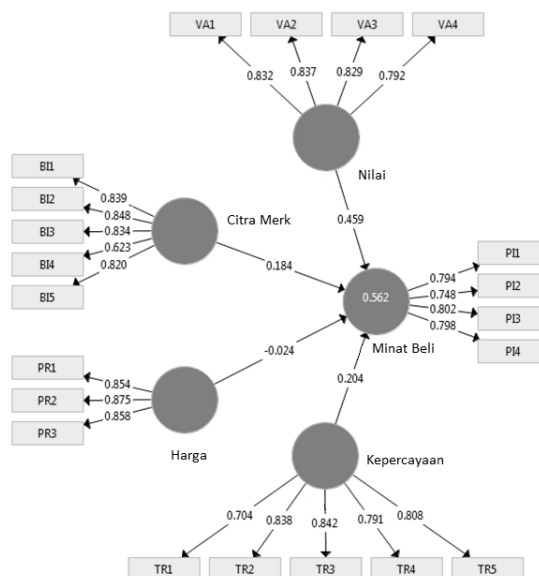 VA1 VA2 VA3 VA4
0.832 0.837 0.829 0.792
Nilai
0.459
BI1
BI2
BI3
BI4
BI5
0.839
0.848
0.834
0.623
0.820
Citra Merk
0.184
0.562
Minat Beli
PI1
PI2
PI3
PI4
0.794
0.748
0.802
0.798
PR1
PR2
PR3
0.854
0.875
0.858
Harga
-0.024
0.204
Kepercayaan
0.704 0.838 0.842 0.791 0.808
TR1 TR2 TR3 TR4 TR5